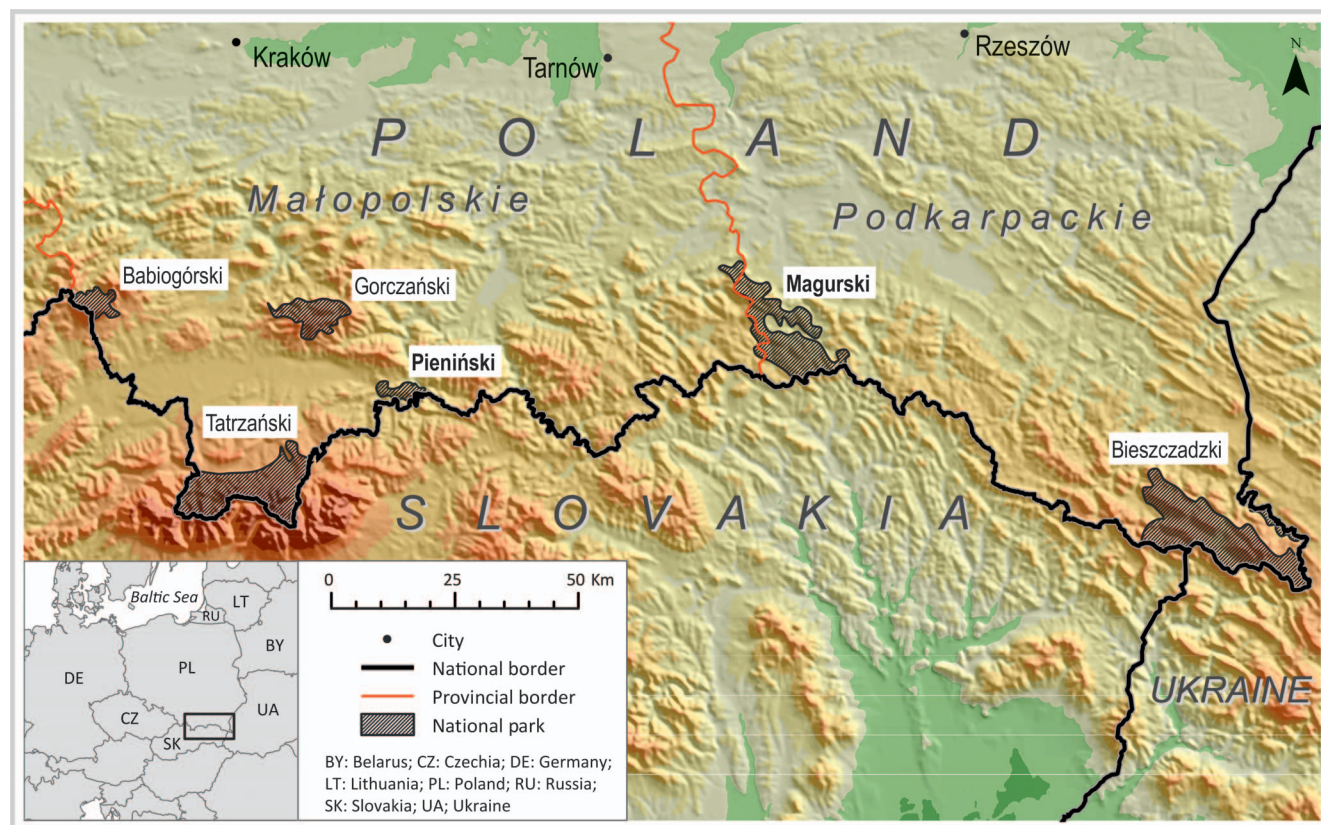 Kraków
Tarnów
Rzeszów
N
POLAND
Małopolskie
Podkarpackie
Babiogórski
Gorczański
Magurski
Pieniński
Tatrzański
Bieszczadzki
SLOVAKIA
UKRAINE
Baltic Sea
LT
RU
BY
DE
PL
UA
CZ
SK
0 25 50 Km
City
National border
Provincial border
National park
BY: Belarus; CZ: Czechia; DE: Germany;
LT: Lithuania; PL: Poland; RU: Russia;
SK: Slovakia; UA; Ukraine